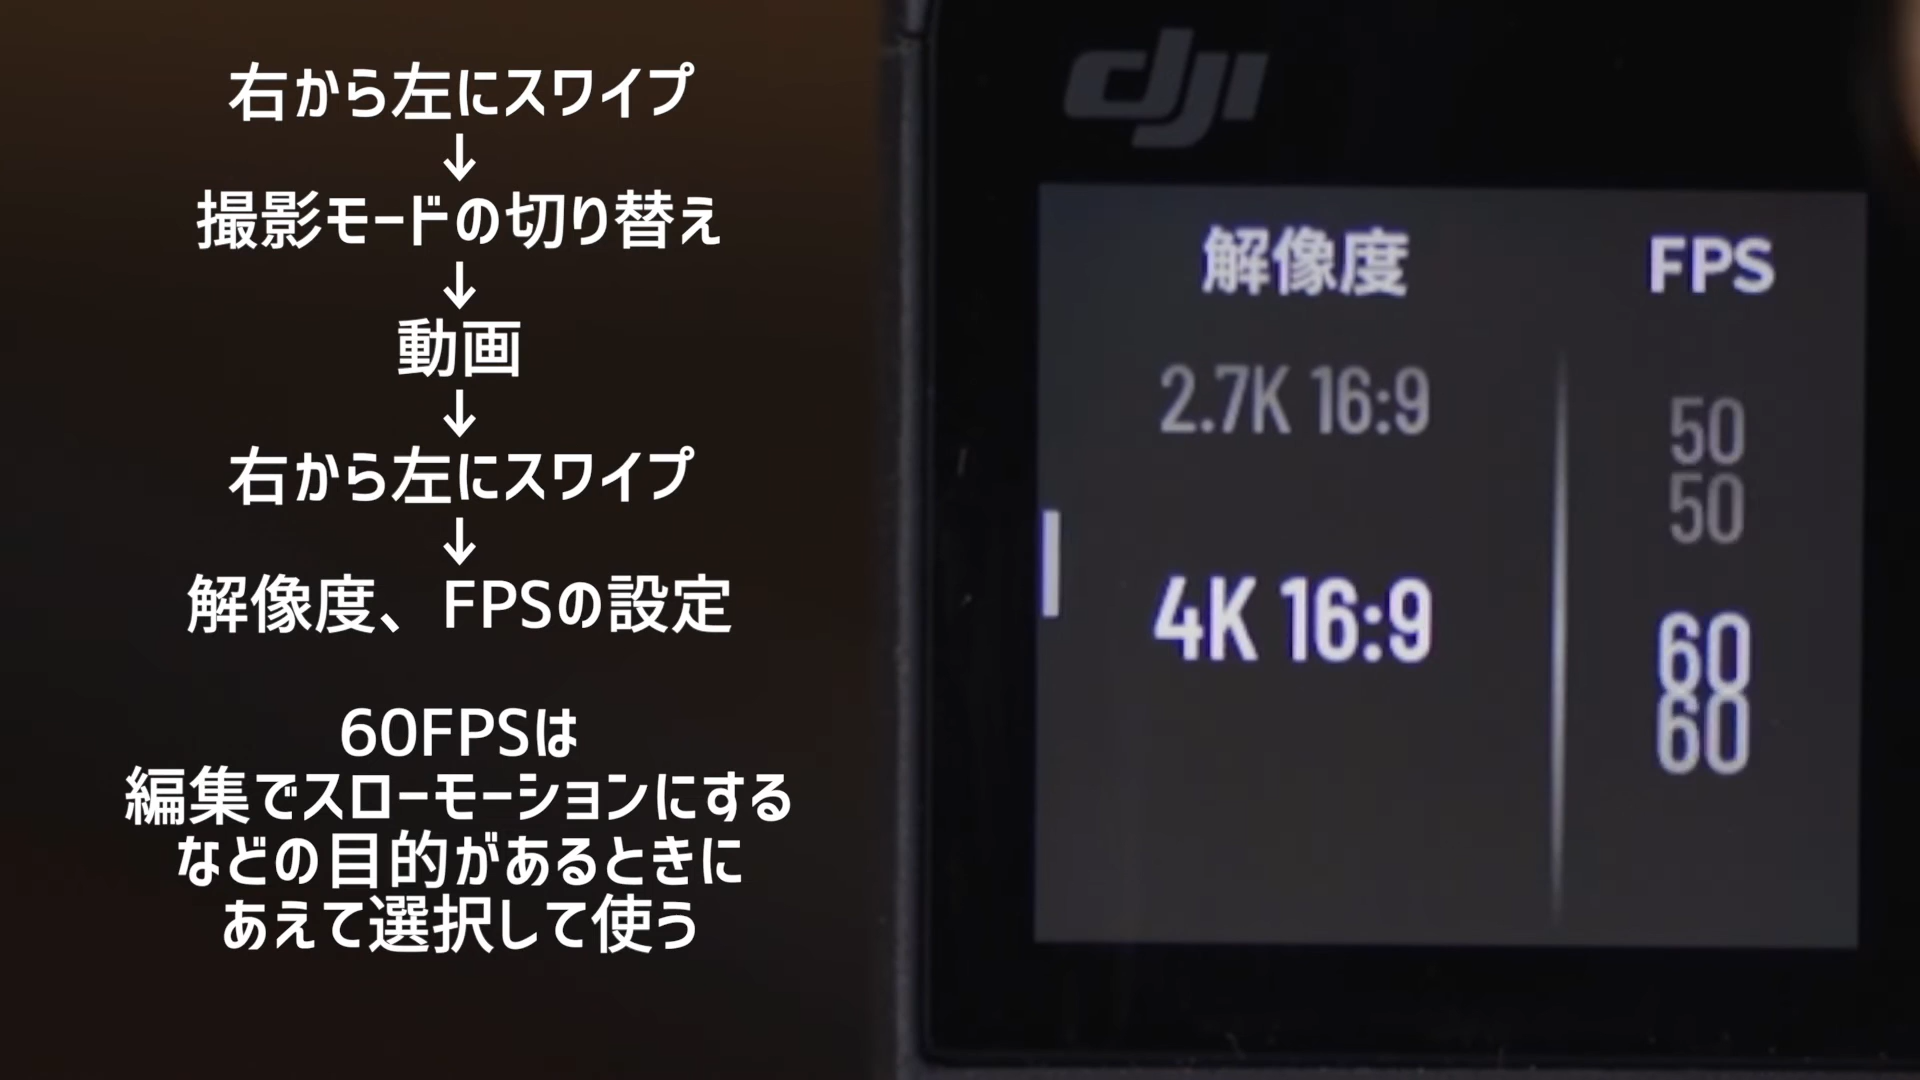 右から左にスワイプ
↓
撮影モードの切り替え
↓
動画
↓
右から左にスワイプ
↓
解像度、FPSの設定
60FPSは
編集でスローモーションにする
などの目的があるときに
あえて選択して使う
dji
解像度 FPS
2.7K 16:9
50
50
4K 16:9
60
60